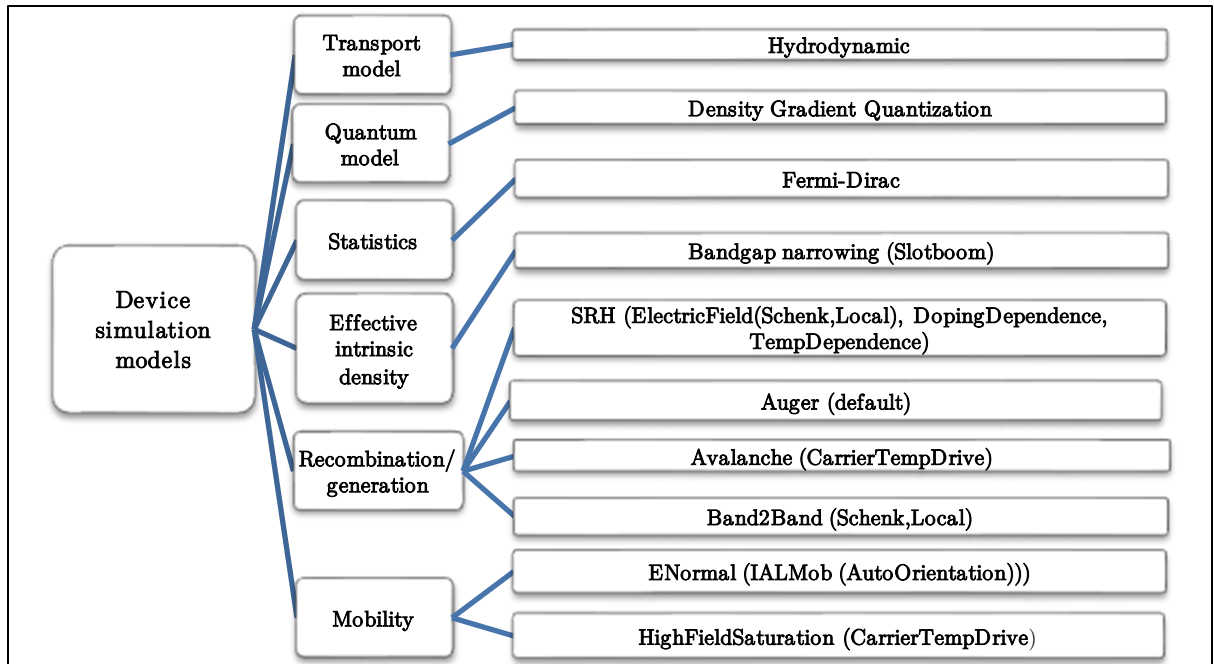 Device
simulation
models
Transport
model
Hydrodynamic
Quantum
model
Density Gradient Quantization
Statistics
Fermi-Dirac
Effective
intrinsic
density
Bandgap narrowing (Slotboom)
Recombination/
generation
SRH (ElectricField(Schenk,Local), DopingDependence,
TempDependence)
Auger (default)
Avalanche (CarrierTempDrive)
Band2Band (Schenk,Local)
Mobility
ENormal (IALMob (AutoOrientation)))
HighFieldSaturation (CarrierTempDrive)